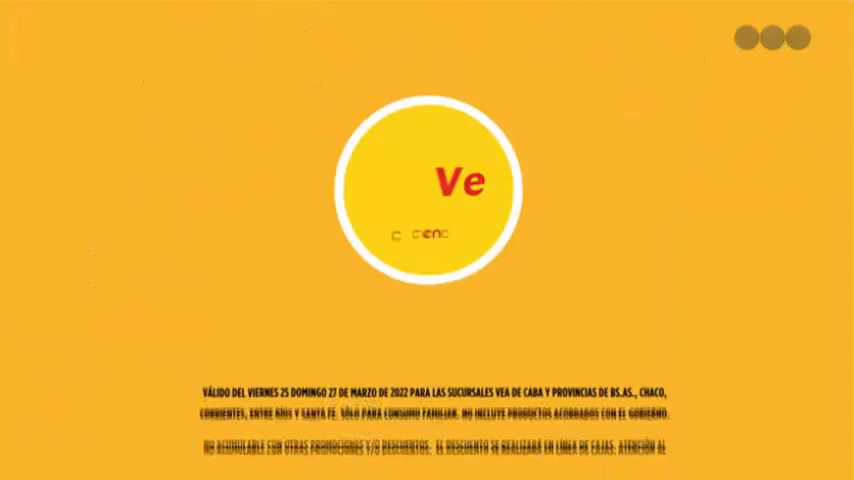 Ve
cenc
VÁLIDO DEL VIERNES 25 DOMINGO 27 DE MARZO DE 2022 PARA LAS SUCURSALES VEA DE CABA Y PROVINCIAS DE BS.AS., CHACO,
CORRIENTES, ENTRE RÍOS Y SANTA FE. SÓLO PARA CONSUMO FAMILIAR. NO INCLUYE PRODUCTOS ACORDADOS CON EL GOBIERNO.
NO ACUMULABLE CON OTRAS PROMOCIONES Y/O DESCUENTOS. EL DESCUENTO SE REALIZARÁ EN LÍNEA DE CAJAS. ATENCIÓN AL